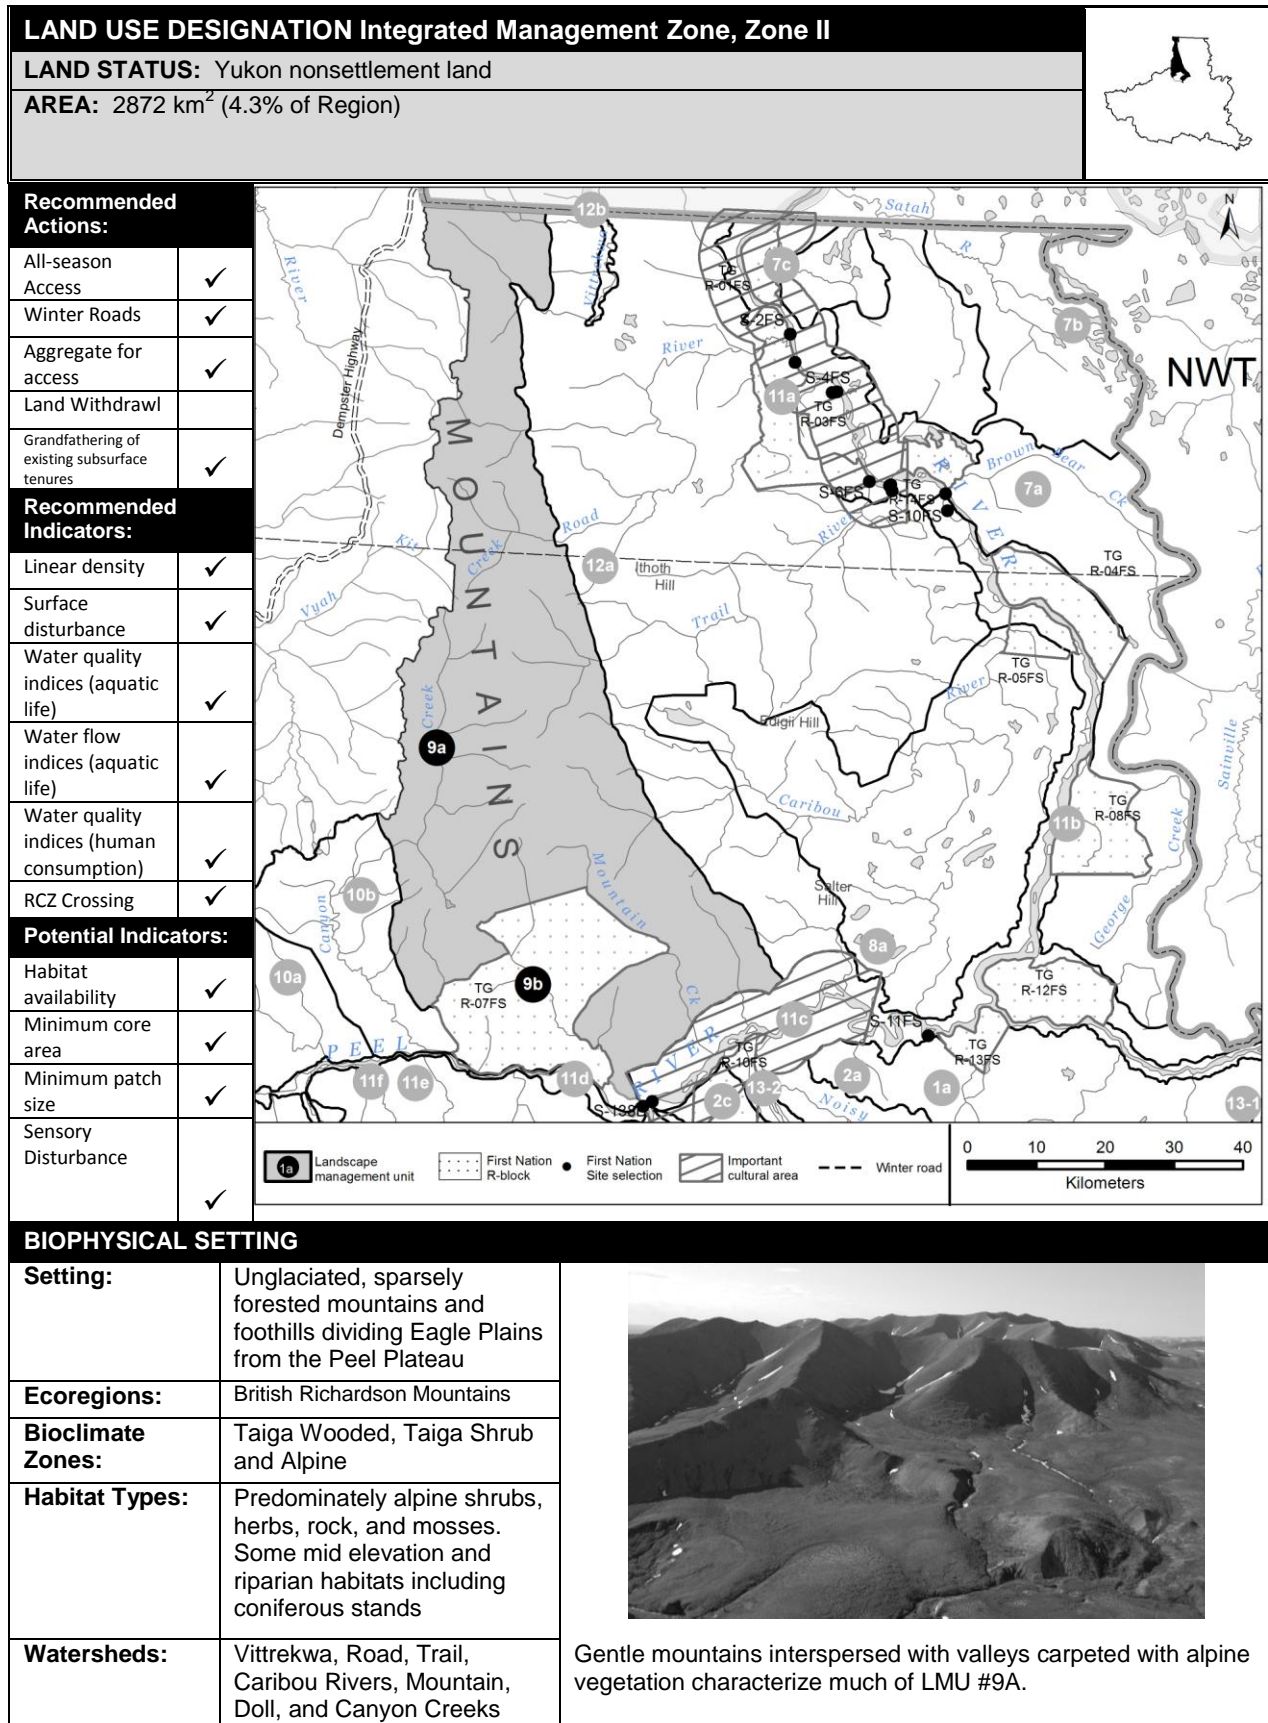 LAND USE DESIGNATION Integrated Management Zone, Zone II
LAND STATUS: Yukon nonsettlement land
AREA: 2872 km2 (4.3% of Region)
Recommended
Actions:
All-season
Access ✓
Winter Roads ✓
Aggregate for
access ✓
Land Withdrawl
Grandfathering of
existing subsurface
tenures ✓
Recommended
Indicators:
Linear density ✓
Surface
disturbance ✓
Water quality
indices (aquatic
life) ✓
Water flow
indices (aquatic
life) ✓
Water quality
indices (human
consumption) ✓
RCZ Crossing ✓
Potential Indicators:
Habitat
availability ✓
Minimum core
area ✓
Minimum patch
size ✓
Sensory
Disturbance
✓
12b
Satah
R
N
River
Vittrekwa
TG
R-01FS
7c
7b
S-2FS
River
NWT
Dempster Highway
11a
S-4FS
TG
R-03FS
MOUNTAINS
RIVER
Brown Bear
Ck
7a
S-6FS
TG
R-14FS
S-10FS
River
Road
Kit
Creek
12a
Ithoth
Hill
TG
R-04FS
Vyah
Trail
TG
R-05FS
River
Creek
Edigii Hill
9a
Sainville
Creek
Caribou
TG
R-08FS
11b
Mountain
Ck
Salter
Hill
10b
Canyon
George
8a
10a
TG
R-07FS
9b
TG
R-12FS
11c
S-11FS
PEEL
RIVER
TG
R-10FS
TG
R-13FS
11f
11e
11d
2a
1a
2c
13-2
Noisy
13-1
Landscape
management unit
1a
First Nation
R-block
First Nation
Site selection
Important
cultural area
Winter road
0 10 20 30 40
Kilometers
BIOPHYSICAL SETTING
Setting: Unglaciated, sparsely
forested mountains and
foothills dividing Eagle Plains
from the Peel Plateau
Ecoregions: British Richardson Mountains
Bioclimate
Zones:
Taiga Wooded, Taiga Shrub
and Alpine
Habitat Types: Predominately alpine shrubs,
herbs, rock, and mosses.
Some mid elevation and
riparian habitats including
coniferous stands
Watersheds: Vittrekwa, Road, Trail,
Caribou Rivers, Mountain,
Doll, and Canyon Creeks
Gentle mountains interspersed with valleys carpeted with alpine
vegetation characterize much of LMU #9A.